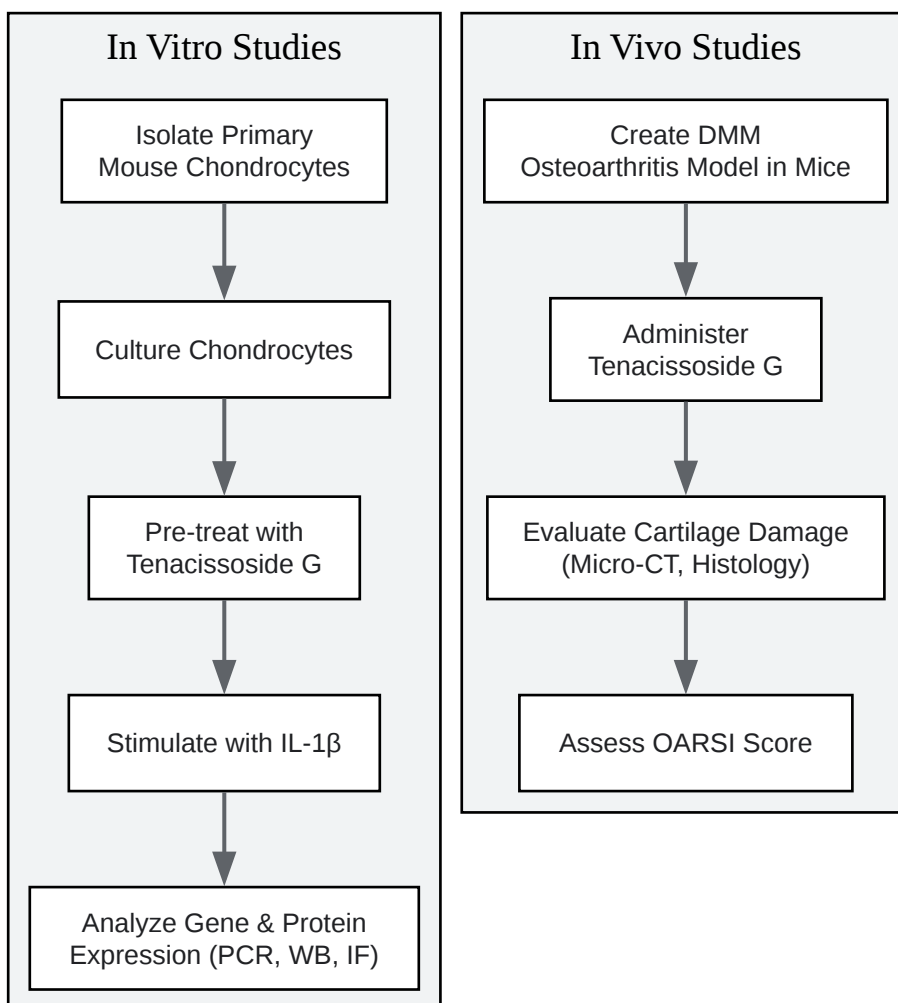 In Vitro Studies
Isolate Primary
Mouse Chondrocytes
Culture Chondrocytes
Pre-treat with
Tenacissoside G
Stimulate with IL-1β
Analyze Gene & Protein
Expression (PCR, WB, IF)
In Vivo Studies
Create DMM
Osteoarthritis Model in Mice
Administer
Tenacissoside G
Evaluate Cartilage Damage
(Micro-CT, Histology)
Assess OARSI Score